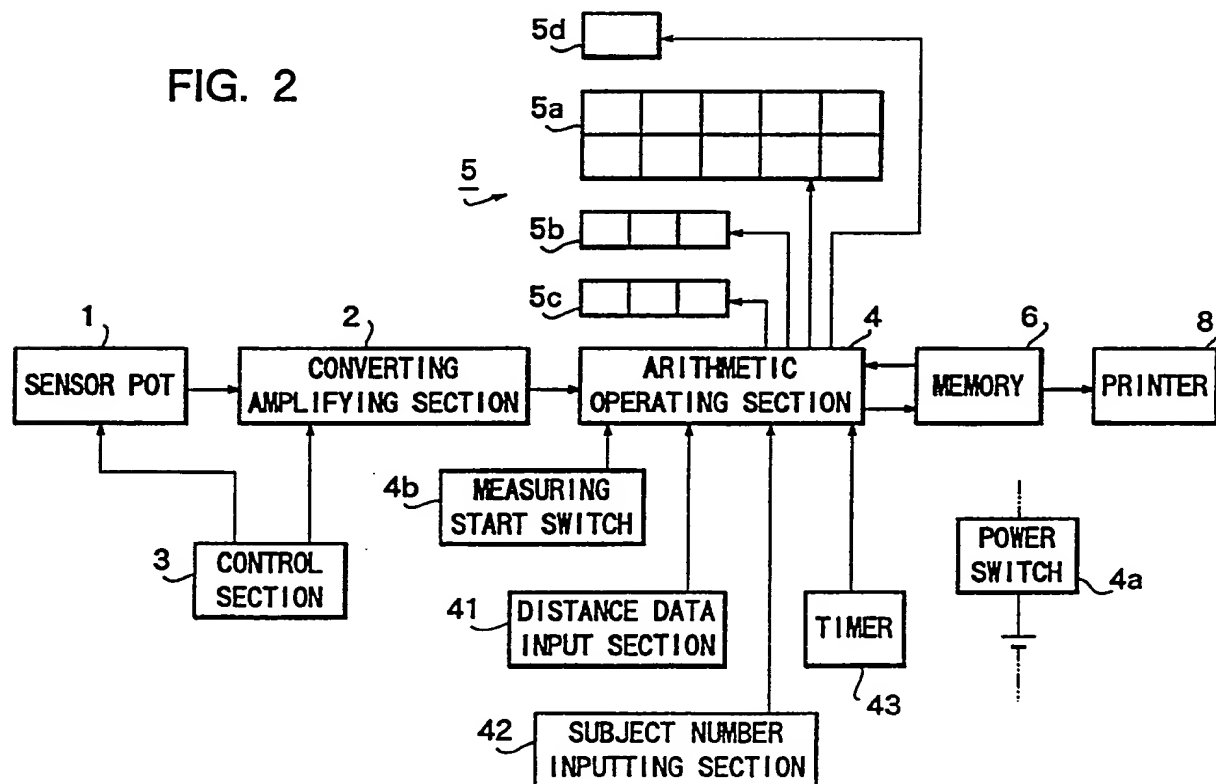 FIG. 2
5d
5a
5
5b
5c
1
2
4
6
8
SENSOR POT
CONVERTING
AMPLIFYING SECTION
ARITHMETIC
OPERATING SECTION
MEMORY
PRINTER
4b
MEASURING
START SWITCH
3
CONTROL
SECTION
POWER
SWITCH
4a
41
DISTANCE DATA
INPUT SECTION
TIMER
43
42
SUBJECT NUMBER
INPUTTING SECTION